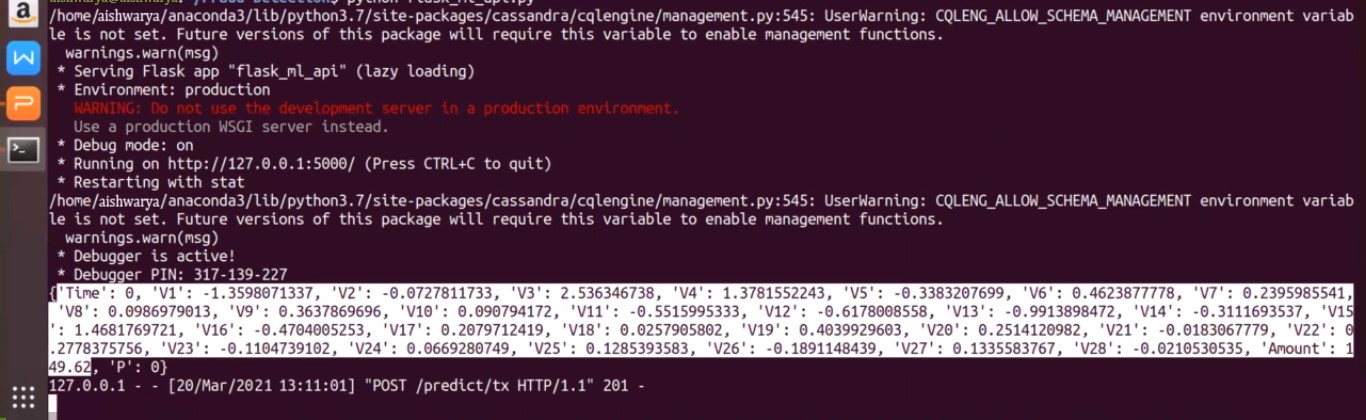 /home/aishwarya/anaconda3/lib/python3.7/site-packages/cassandra/cqlengine/management.py:545: UserWarning: CQLENG_ALLOW_SCHEMA_MANAGEMENT environment variab
le is not set. Future versions of this package will require this variable to enable management functions.
  warnings.warn(msg)
 * Serving Flask app "flask_ml_api" (lazy loading)
 * Environment: production
   WARNING: Do not use the development server in a production environment.
   Use a production WSGI server instead.
 * Debug mode: on
 * Running on http://127.0.0.1:5000/ (Press CTRL+C to quit)
 * Restarting with stat
/home/aishwarya/anaconda3/lib/python3.7/site-packages/cassandra/cqlengine/management.py:545: UserWarning: CQLENG_ALLOW_SCHEMA_MANAGEMENT environment variab
le is not set. Future versions of this package will require this variable to enable management functions.
  warnings.warn(msg)
 * Debugger is active!
 * Debugger PIN: 317-139-227
{'Time': 0, 'V1': -1.3598071337, 'V2': -0.0727811733, 'V3': 2.536346738, 'V4': 1.3781552243, 'V5': -0.3383207699, 'V6': 0.4623877778, 'V7': 0.2395985541,
'V8': 0.0986979013, 'V9': 0.3637869696, 'V10': 0.090794172, 'V11': -0.5515995333, 'V12': -0.6178008558, 'V13': -0.9913898472, 'V14': -0.3111693537, 'V15
': 1.4681769721, 'V16': -0.4704005253, 'V17': 0.2079712419, 'V18': 0.0257905802, 'V19': 0.4039929603, 'V20': 0.2514120982, 'V21': -0.0183067779, 'V22': 0
.2778375756, 'V23': -0.1104739102, 'V24': 0.0669280749, 'V25': 0.1285393583, 'V26': -0.1891148439, 'V27': 0.1335583767, 'V28': -0.0210530535, 'Amount': 1
49.62, 'P': 0}
127.0.0.1 - - [20/Mar/2021 13:11:01] "POST /predict/tx HTTP/1.1" 201 -